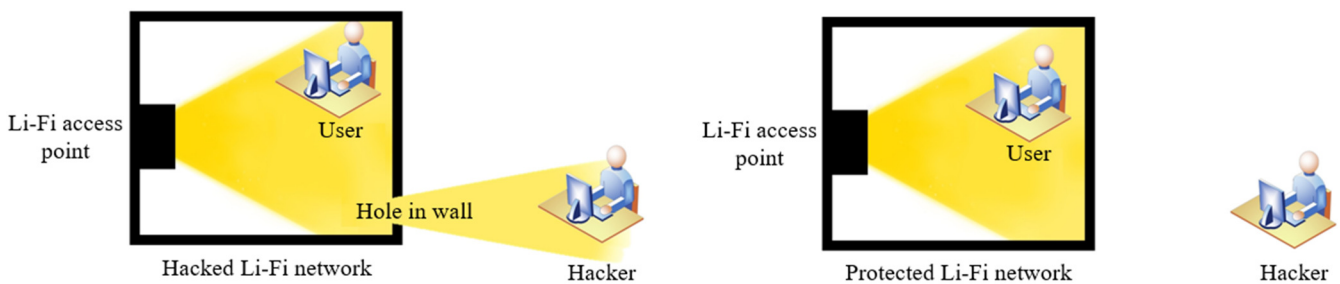 Li-Fi access
point
User
Hole in wall
Hacker
Hacked Li-Fi network
Li-Fi access
point
User
Hacker
Protected Li-Fi network